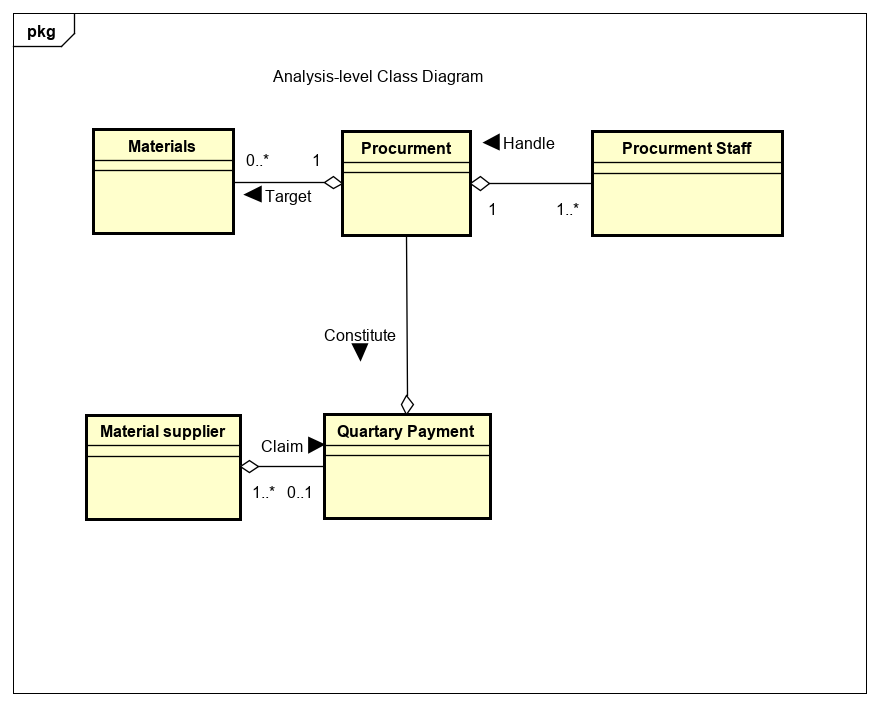 pkg
Analysis-level Class Diagram
Materials
0..*
1
Target
Procurment
Handle
1
1..*
Procurment Staff
Constitute
Material supplier
Claim
1..*
0..1
Quartary Payment